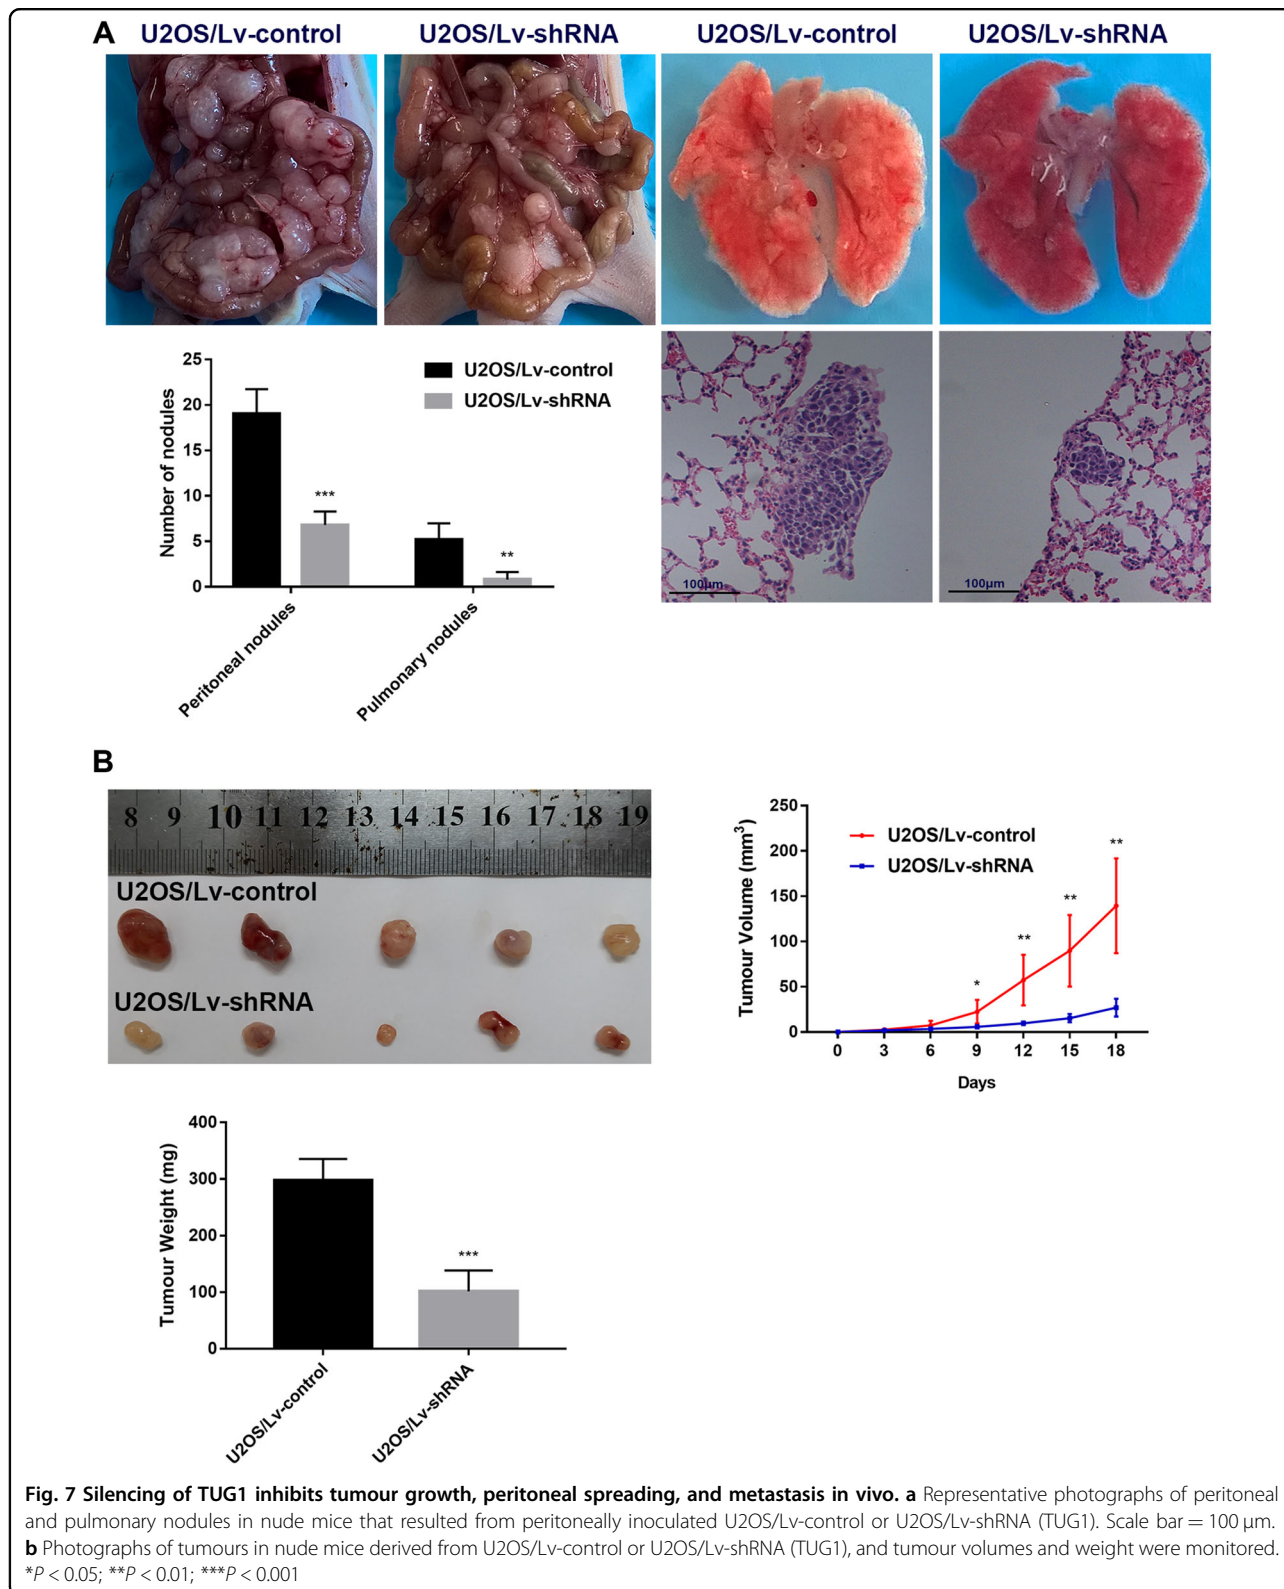 A
U2OS/Lv-control
U2OS/Lv-shRNA
U2OS/Lv-control
U2OS/Lv-shRNA
25
20
15
10
5
0
Number of nodules
U2OS/Lv-control
U2OS/Lv-shRNA
***
**
Peritoneal nodules
Pulmonary nodules
100μm
100μm
B
8 9 10 11 12 13 14 15 16 17 18 19
U2OS/Lv-control
U2OS/Lv-shRNA
250
200
150
100
50
0
Tumour Volume (mm³)
U2OS/Lv-control
U2OS/Lv-shRNA
*
**
**
**
0 3 6 9 12 15 18
Days
400
300
200
100
0
Tumour Weight (mg)
***
U2OS/Lv-control
U2OS/Lv-shRNA
Fig. 7 Silencing of TUG1 inhibits tumour growth, peritoneal spreading, and metastasis in vivo. a Representative photographs of peritoneal
and pulmonary nodules in nude mice that resulted from peritoneally inoculated U2OS/Lv-control or U2OS/Lv-shRNA (TUG1). Scale bar = 100 μm.
b Photographs of tumours in nude mice derived from U2OS/Lv-control or U2OS/Lv-shRNA (TUG1), and tumour volumes and weight were monitored.
*P < 0.05; **P < 0.01; ***P < 0.001